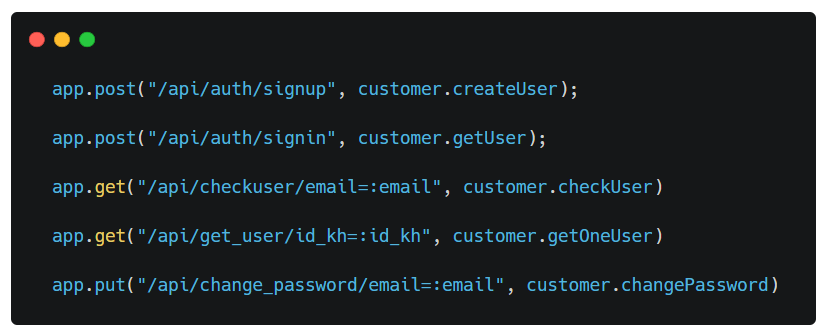 app.post("/api/auth/signup", customer.createUser);
app.post("/api/auth/signin", customer.getUser);
app.get("/api/checkuser/email=:email", customer.checkUser)
app.get("/api/get_user/id_kh=:id_kh", customer.getOneUser)
app.put("/api/change_password/email=:email", customer.changePassword)